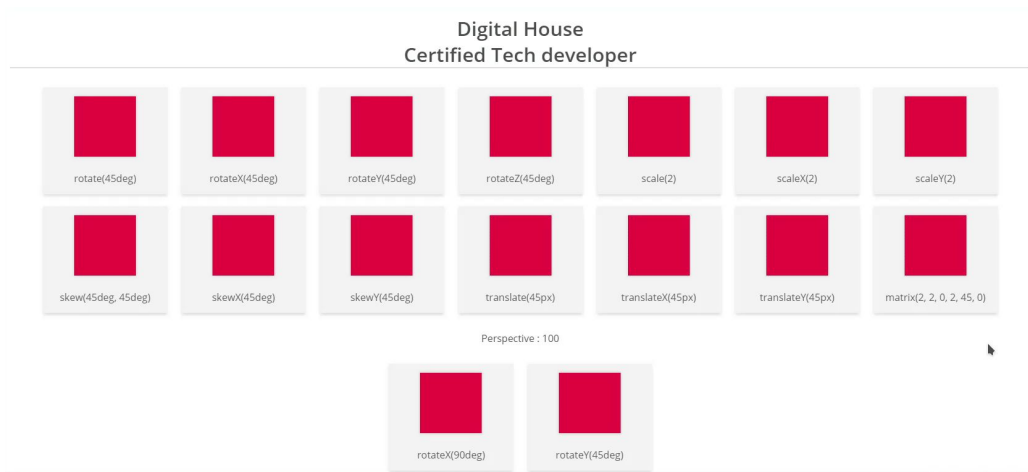 Digital House
Certified Tech developer
rotate(45deg)
rotateX(45deg)
rotateY(45deg)
rotateZ(45deg)
scale(2)
scaleX(2)
scaleY(2)
skew(45deg, 45deg)
skewX(45deg)
skewY(45deg)
translate(45px)
translateX(45px)
translateY(45px)
matrix(2, 2, 0, 2, 45, 0)
Perspective : 100
rotateX(90deg)
rotateY(45deg)